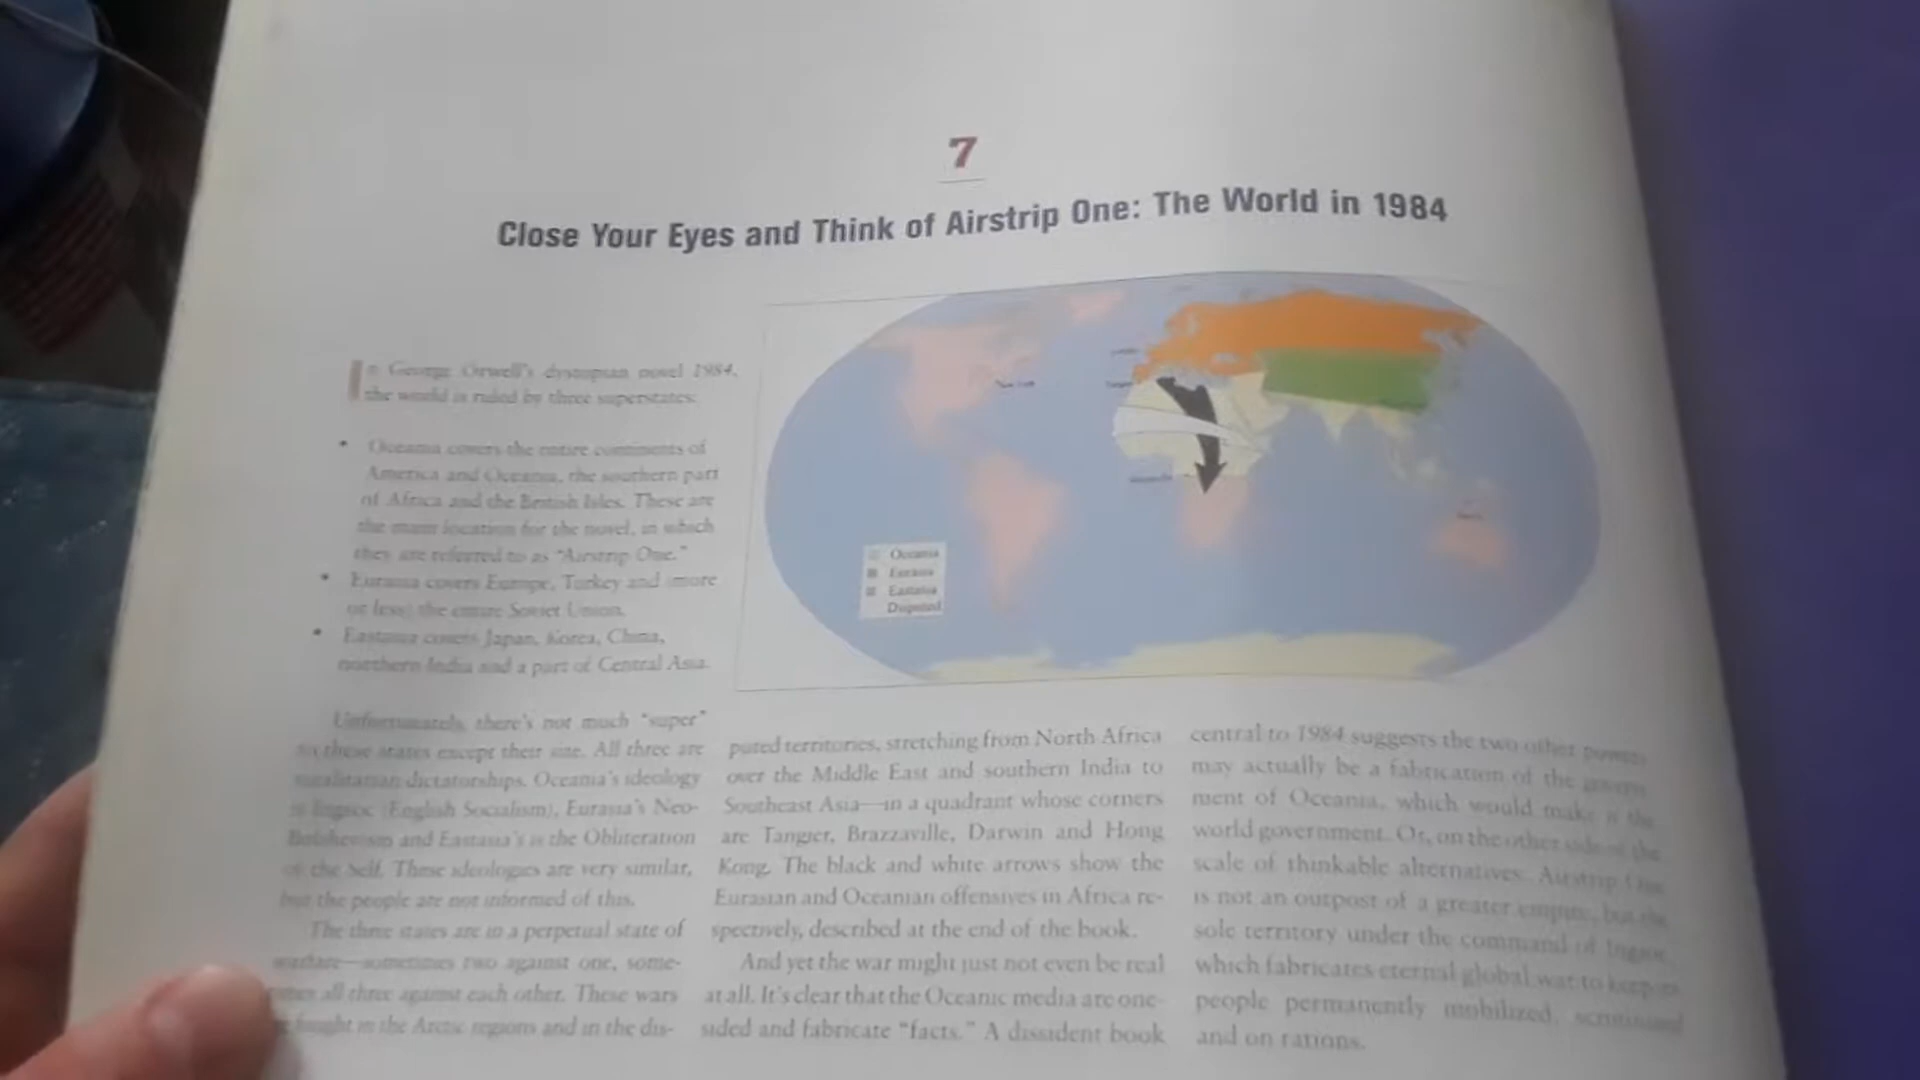 7
Close Your Eyes and Think of Airstrip One: The World in 1984
In George Orwell's dystopian novel 1984,
the world is ruled by three superstates:
• Oceania covers the entire continents of
America and Oceania, the southern part
of Africa and the British Isles. These are
the main location for the novel, in which
they are referred to as "Airstrip One."
• Eurasia covers Europe, Turkey and (more
or less) the entire Soviet Union.
• Eastasia covers Japan, Korea, China,
northern India and a part of Central Asia.
Oceania
Eurasia
Eastasia
Disputed
Unfortunately, there's not much "super"
to these states except their size. All three are
totalitarian dictatorships. Oceania's ideology
is Ingsoc (English Socialism), Eurasia's Neo-
Bolshevism and Eastasia's is the Obliteration
of the Self. These ideologies are very similar,
but the people are not informed of this.
The three states are in a perpetual state of
warfare—sometimes two against one, some-
times all three against each other. These wars
fought in the Arctic regions and in the dis-
puted territories, stretching from North Africa
over the Middle East and southern India to
Southeast Asia—in a quadrant whose corners
are Tangier, Brazzaville, Darwin and Hong
Kong. The black and white arrows show the
Eurasian and Oceanian offensives in Africa re-
spectively, described at the end of the book.
And yet the war might just not even be real
at all. It's clear that the Oceanic media are one-
sided and fabricate "facts." A dissident book
central to 1984 suggests the two other powers
may actually be a fabrication of the govern-
ment of Oceania, which would make it the
world government. Or, on the other side of the
scale of thinkable alternatives, Airstrip One
is not an outpost of a greater empire, but the
sole territory under the command of Ingsoc,
which fabricates eternal global war to keep its
people permanently mobilized, scrutinized
and on rations.